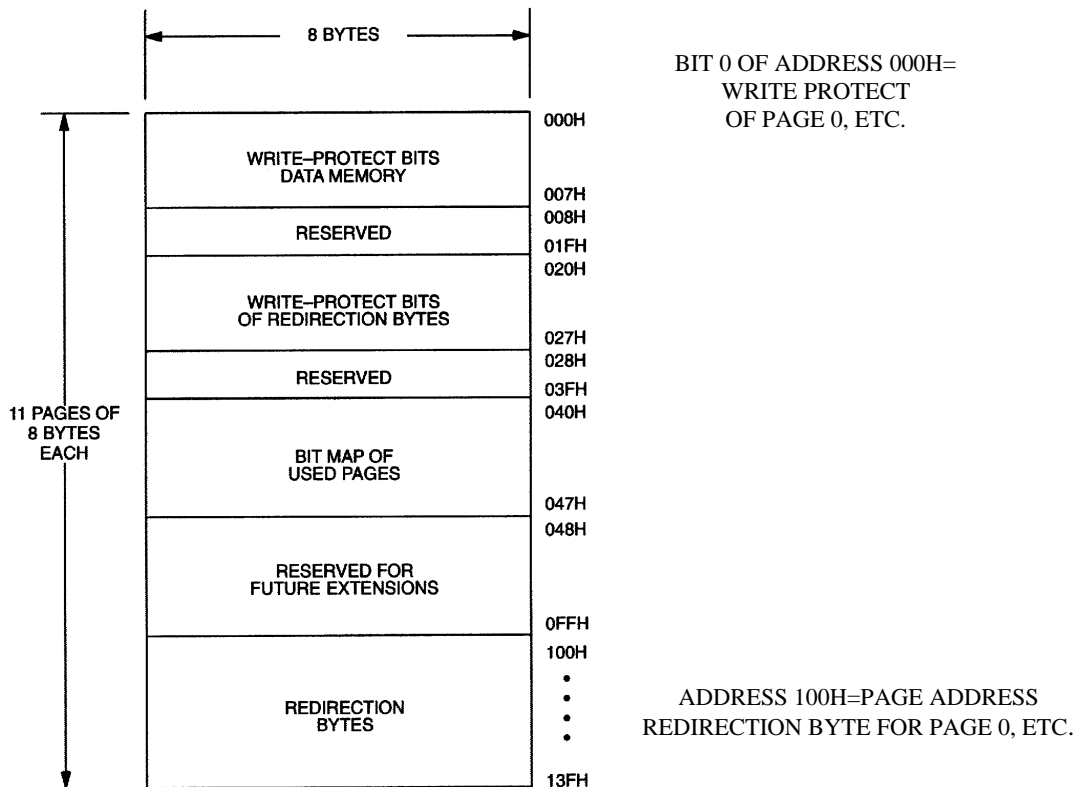 8 BYTES
BIT 0 OF ADDRESS 000H=
WRITE PROTECT
OF PAGE 0, ETC.
000H
WRITE–PROTECT BITS
DATA MEMORY
007H
008H
RESERVED
01FH
020H
WRITE–PROTECT BITS
OF REDIRECTION BYTES
027H
028H
RESERVED
03FH
11 PAGES OF
8 BYTES
EACH
040H
BIT MAP OF
USED PAGES
047H
048H
RESERVED FOR
FUTURE EXTENSIONS
0FFH
100H
REDIRECTION
BYTES
ADDRESS 100H=PAGE ADDRESS
REDIRECTION BYTE FOR PAGE 0, ETC.
13FH